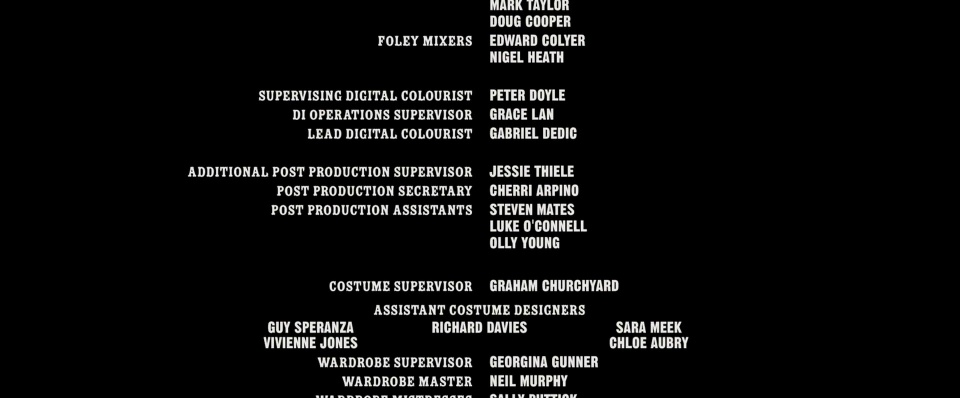 MARK TAYLOR
DOUG COOPER
FOLEY MIXERS EDWARD COLYER
NIGEL HEATH
SUPERVISING DIGITAL COLOURIST PETER DOYLE
DI OPERATIONS SUPERVISOR GRACE LAN
LEAD DIGITAL COLOURIST GABRIEL DEDIC
ADDITIONAL POST PRODUCTION SUPERVISOR JESSIE THIELE
POST PRODUCTION SECRETARY CHERRI ARPINO
POST PRODUCTION ASSISTANTS STEVEN MATES
LUKE O'CONNELL
OLLY YOUNG
COSTUME SUPERVISOR GRAHAM CHURCHYARD
ASSISTANT COSTUME DESIGNERS
GUY SPERANZA RICHARD DAVIES SARA MEEK
VIVIENNE JONES CHLOE AUBRY
WARDROBE SUPERVISOR GEORGINA GUNNER
WARDROBE MASTER NEIL MURPHY
WARDROBE MISTRESSES SALLY